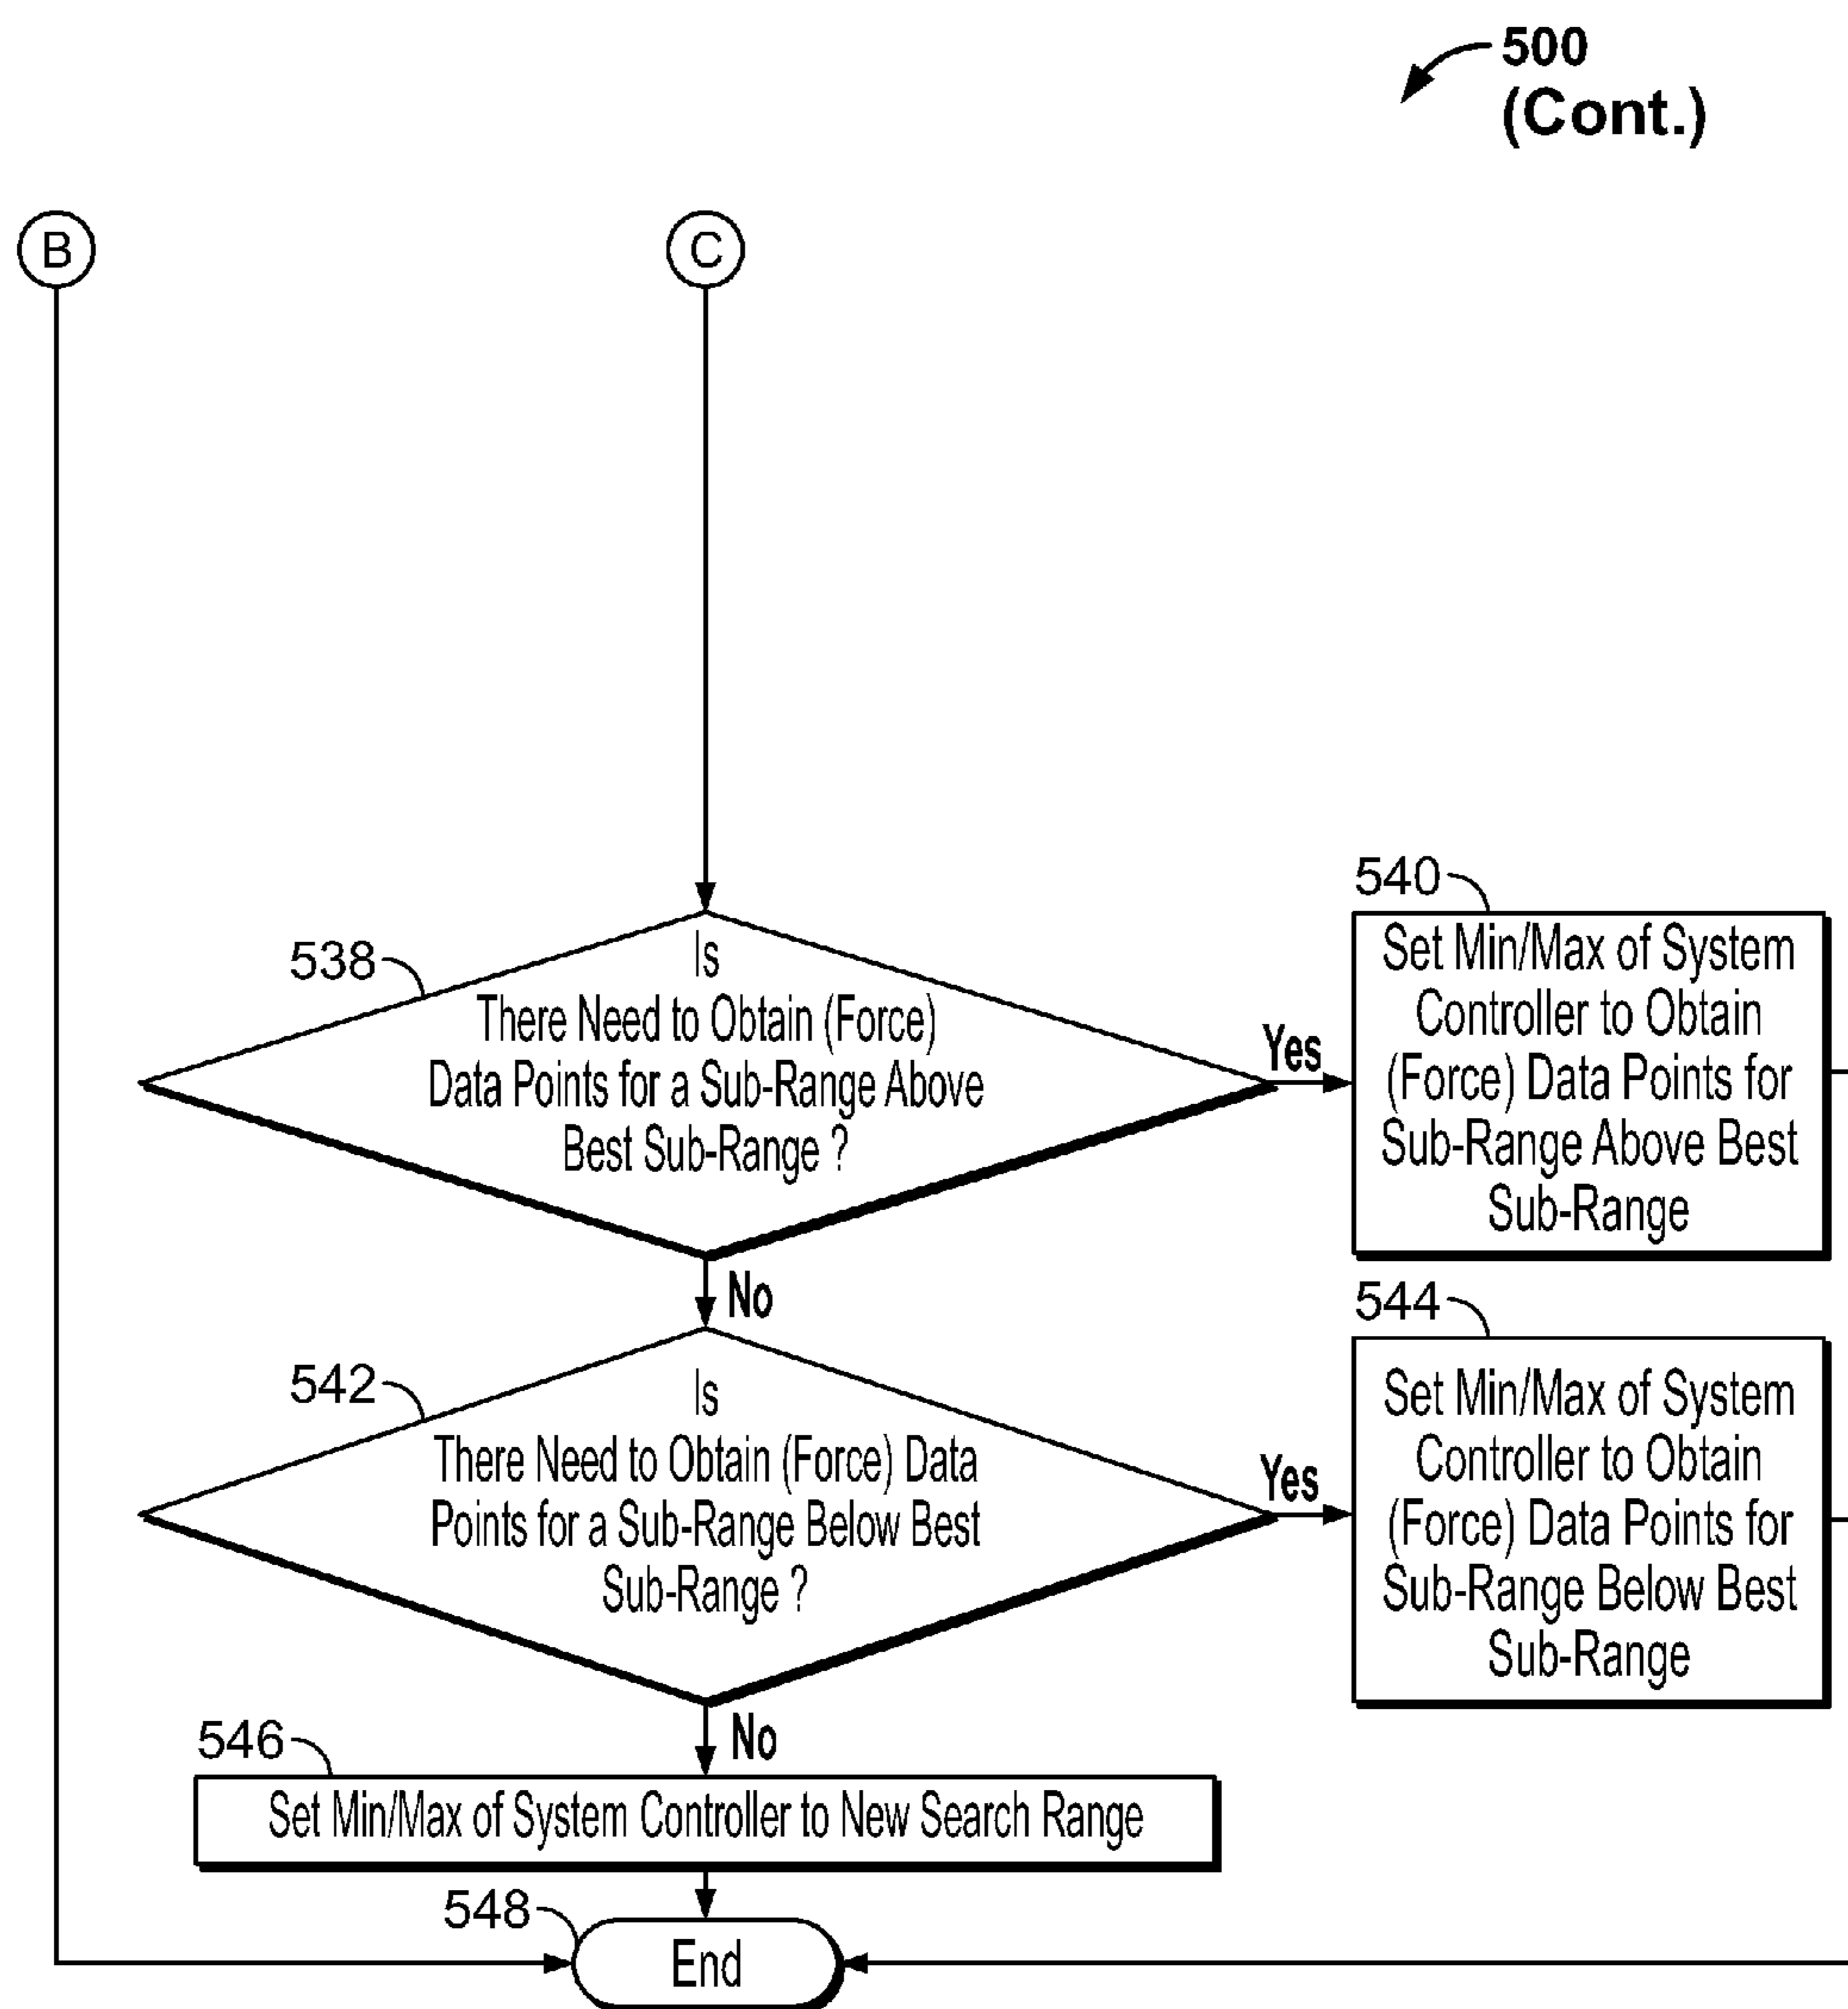 500
(Cont.)
B
C
538
Is
There Need to Obtain (Force)
Data Points for a Sub-Range Above
Best Sub-Range ?
Yes
540
Set Min/Max of System
Controller to Obtain
(Force) Data Points for
Sub-Range Above Best
Sub-Range
No
542
Is
There Need to Obtain (Force) Data
Points for a Sub-Range Below Best
Sub-Range ?
Yes
544
Set Min/Max of System
Controller to Obtain
(Force) Data Points for
Sub-Range Below Best
Sub-Range
No
546
Set Min/Max of System Controller to New Search Range
548
End